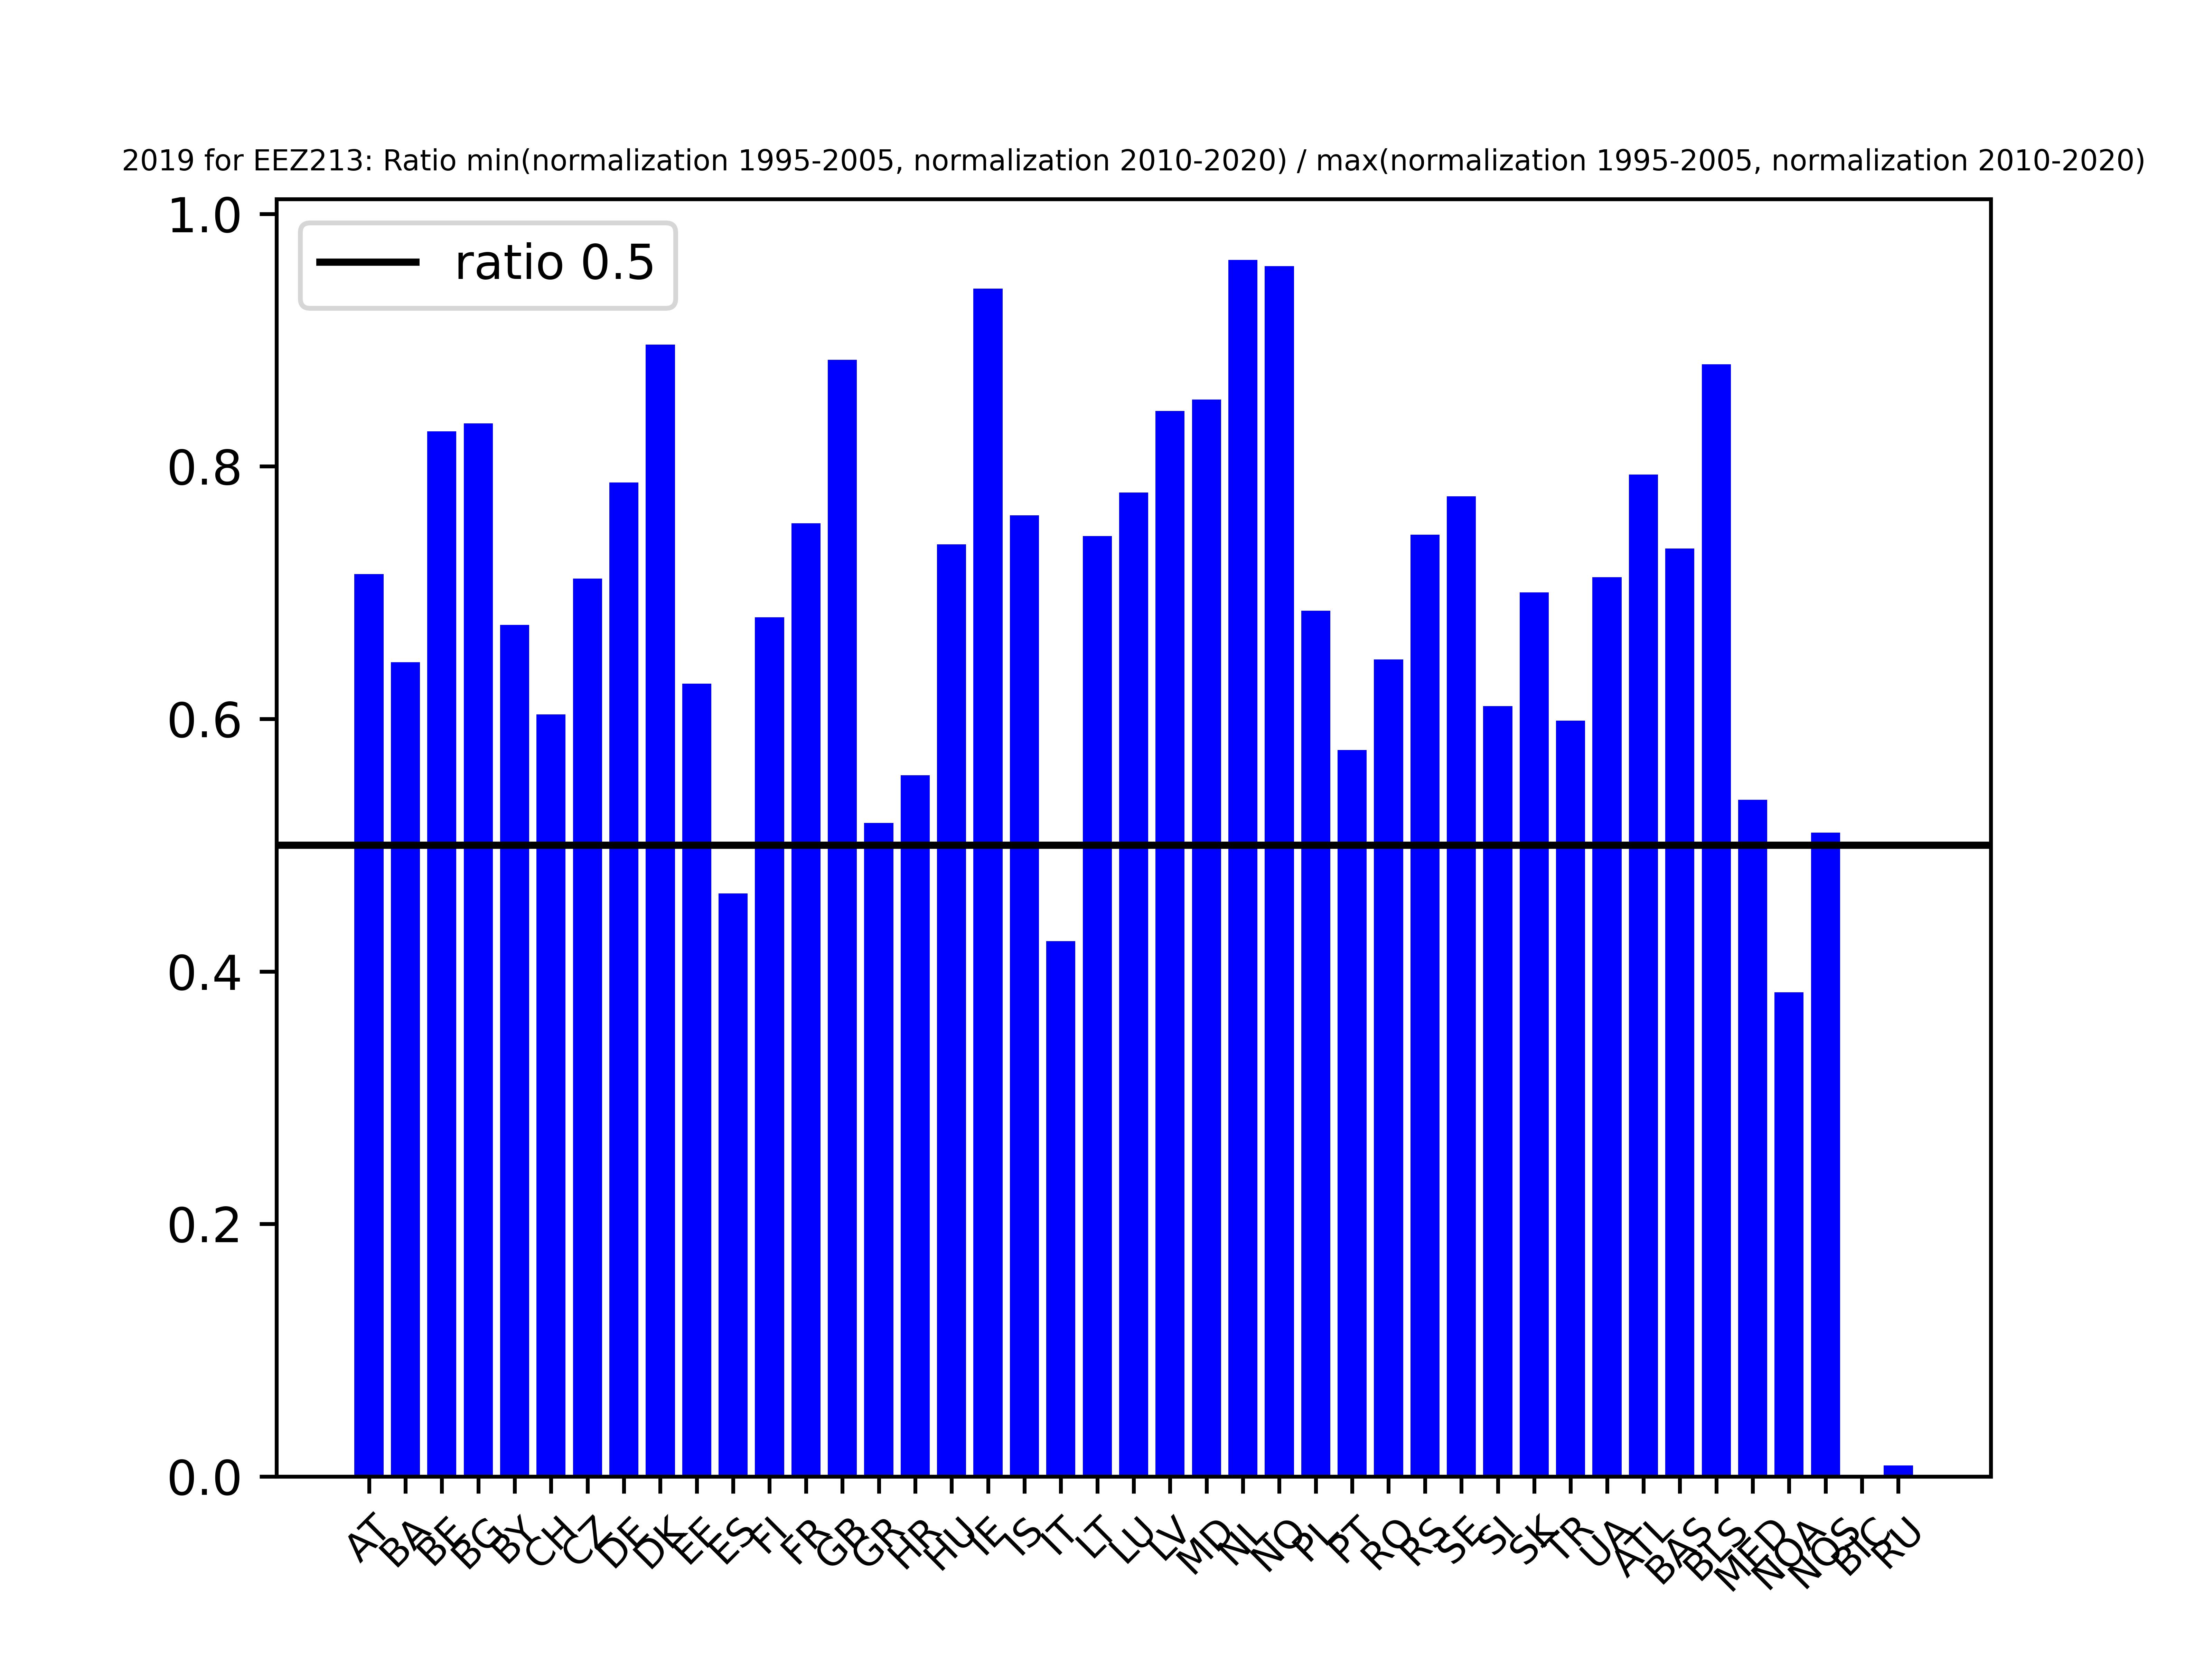 2019 for EEZ213: Ratio min(normalization 1995-2005, normalization 2010-2020) / max(normalization 1995-2005, normalization 2010-2020)
ratio 0.5
1.0
0.8
0.6
0.4
0.2
0.0
AT BA BE BG BY CH CZ DE DK EE ES FI FR GB GR HR HU IE IS IT LT LU LV MD NL NO PL PT RO RS SE SI SK TR UA ATL BAS BLS MED NOA NOS BIC RU